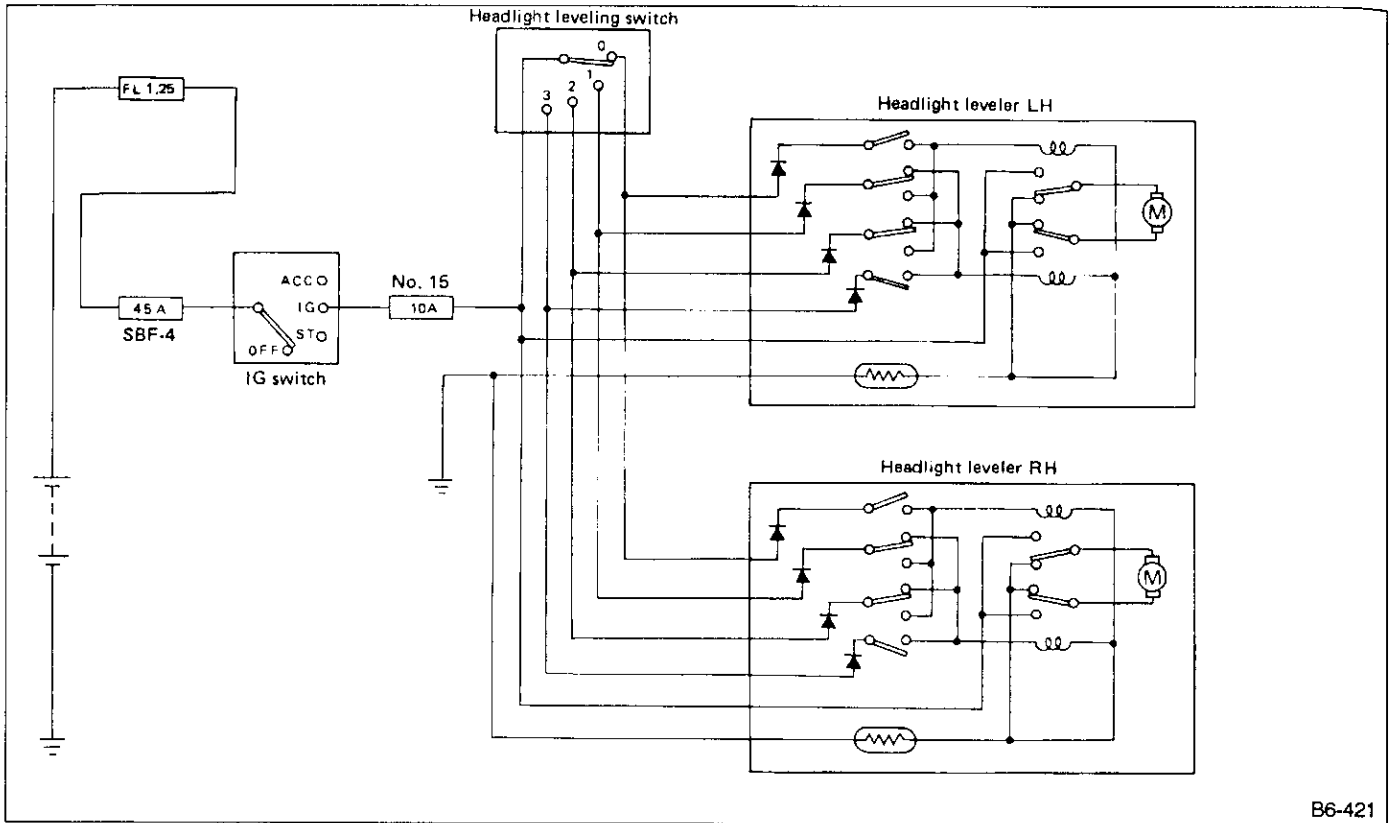 Headlight leveling switch
0
1
2
3
FL 1.25
Headlight leveler LH
M
ACC
IG
ST
OFF
IG switch
No. 15
10A
45 A
SBF-4
Headlight leveler RH
M
B6-421